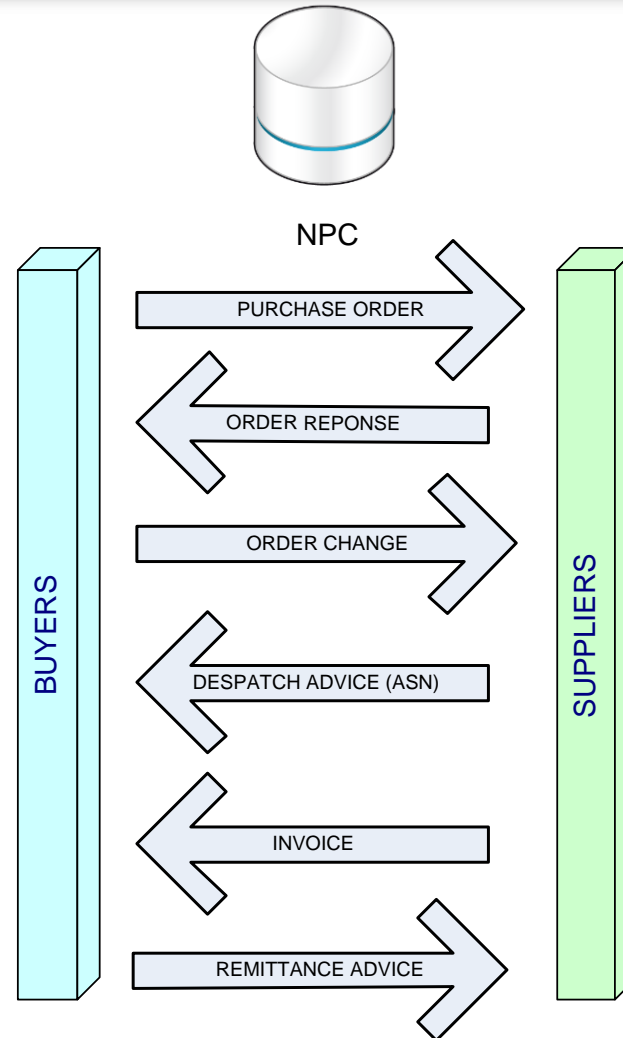 NPC
PURCHASE ORDER
ORDER REPONSE
ORDER CHANGE
BUYERS
SUPPLIERS
DESPATCH ADVICE (ASN)
INVOICE
REMITTANCE ADVICE